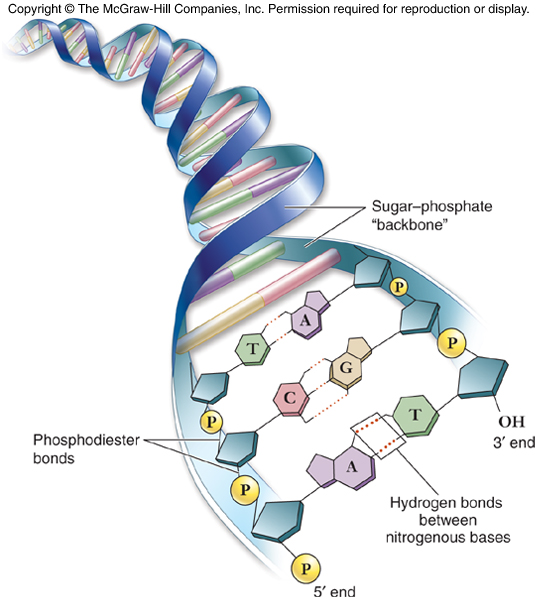 Copyright © The McGraw-Hill Companies, Inc. Permission required for reproduction or display.
Sugar–phosphate
"backbone"
P
A
T
P
G
C
P
T
OH
3′ end
Phosphodiester
bonds
A
P
Hydrogen bonds
between
nitrogenous bases
P
5′ end